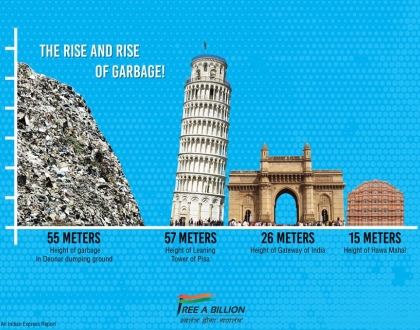 THE RISE AND RISE
OF GARBAGE!
55 METERS
Height of garbage
in Deonar dumping ground
57 METERS
Height of Leaning
Tower of Pisa
26 METERS
Height of Gateway of India
15 METERS
Height of Hawa Mahal
FREE A BILLION
An Indian Express Report